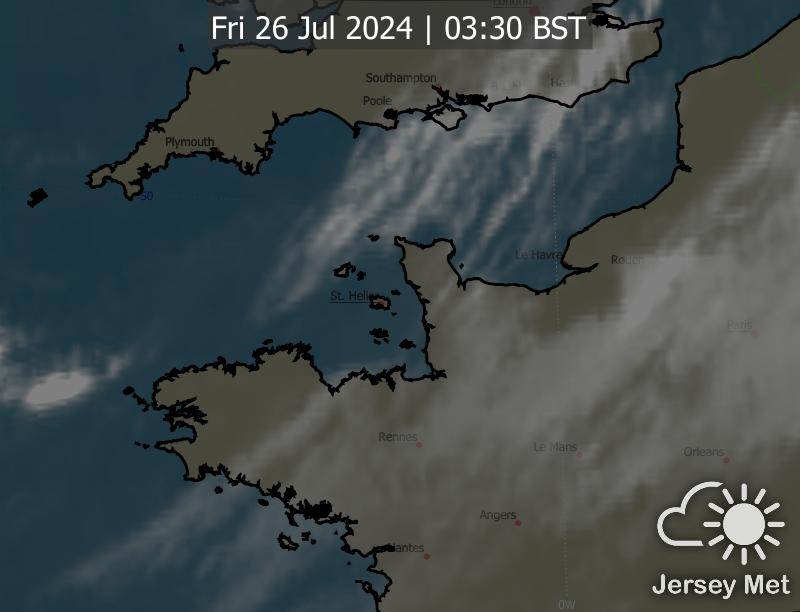 London
Fri 26 Jul 2024 | 03:30 BST
Southampton
Poole
Plymouth
50
Le Havre
Rouen
St. Helier
Paris
Rennes
Le Mans
Orleans
Angers
Nantes
Jersey Met
0W